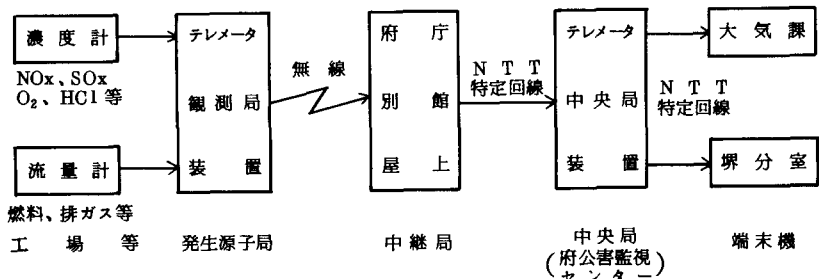 濃度計
NOx、SOx
O₂、HCl等
流量計
燃料、排ガス等
工場等
テレメータ
観測局
装置
発生源子局
無線
府庁
別館
屋上
中継局
NTT
特定回線
テレメータ
中央局
装置
中央局
(府公害監視
センター
NTT
特定回線
大気課
堺分室
端末機